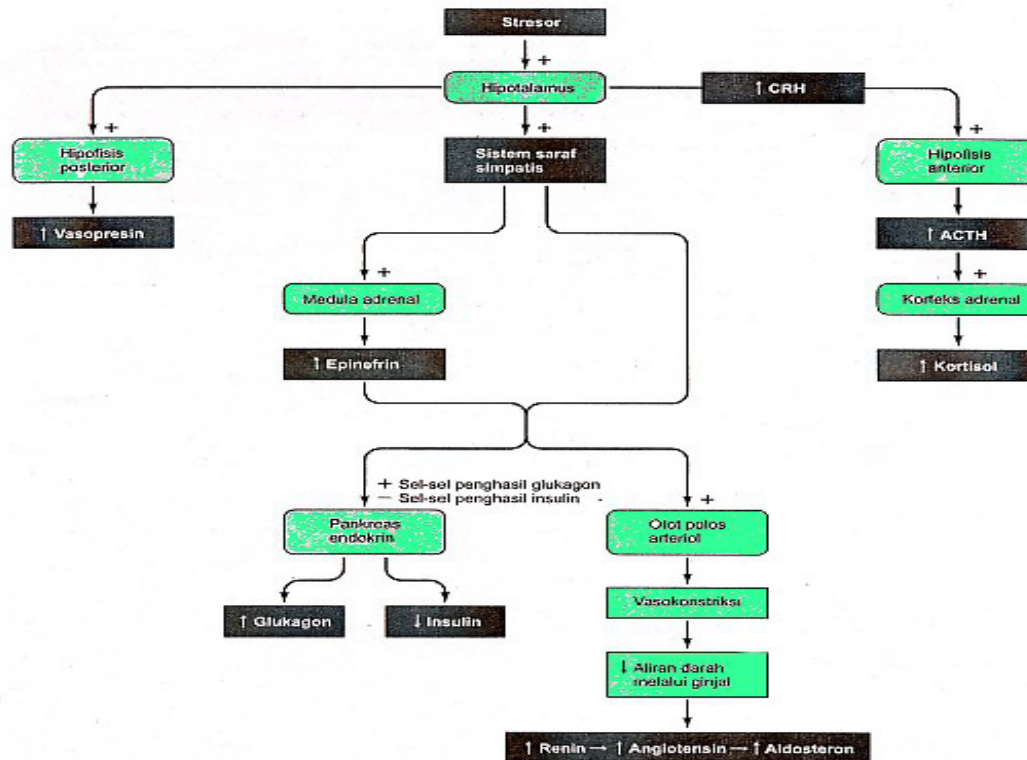 Stresor
+
Hipotalamus
↑ CRH
+
+
+
Hipofisis
posterior
Sistem saraf
simpatis
Hipofisis
anterior
↑ Vasopresin
↑ ACTH
+
+
Medula adrenal
Korteks adrenal
↑ Epinefrin
↑ Kortisol
+ Sel-sel penghasil glukagon
− Sel-sel penghasil insulin
+
Pankreas
endokrin
Otot polos
arteriol
↑ Glukagon
↓ Insulin
Vasokonstriksi
↓ Aliran darah
melalui ginjal
↑ Renin → ↑ Angiotensin → ↑ Aldosteron